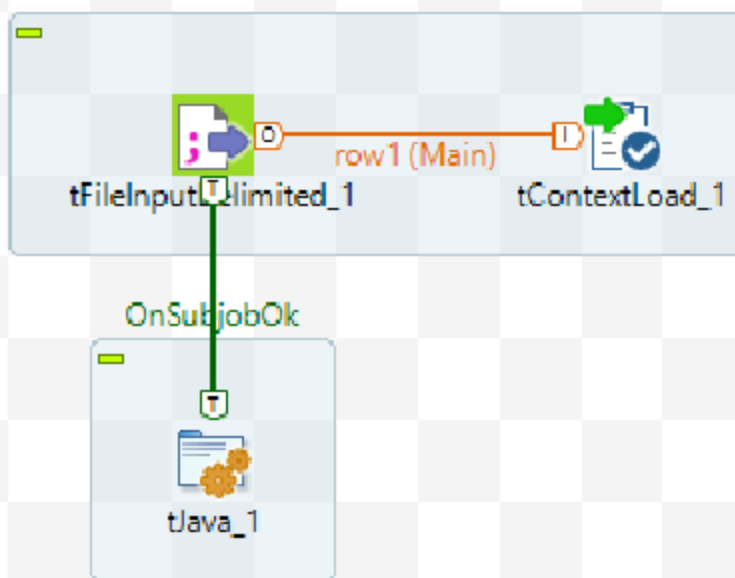 O
I
row1 (Main)
T
tFileInputDelimited_1
tContextLoad_1
OnSubjobOk
T
tJava_1